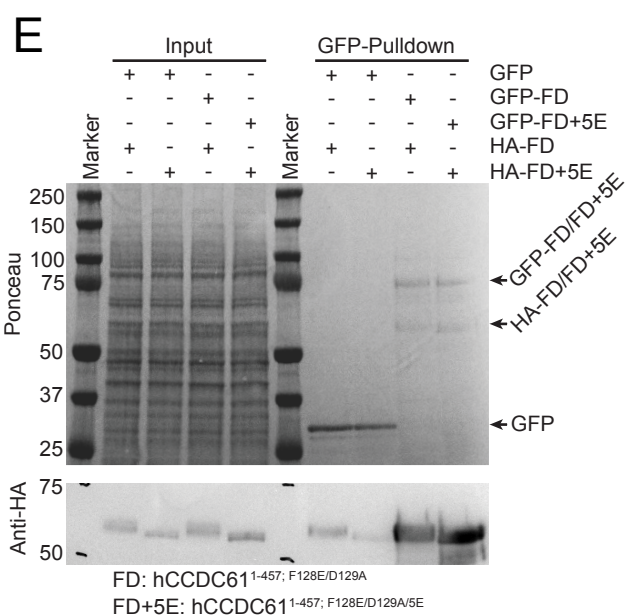 E
Input GFP-Pulldown
+ + - - + + - - GFP
- - + - - - + - GFP-FD
- - - + - - - + GFP-FD+5E
Marker + - + - Marker + - + - HA-FD
- + - + - + - + HA-FD+5E
250
150
100
75
50
37
25
Ponceau
GFP-FD/FD+5E
HA-FD/FD+5E
GFP
75
50
Anti-HA
FD: hCCDC61^1-457; F128E/D129A
FD+5E: hCCDC61^1-457; F128E/D129A/5E